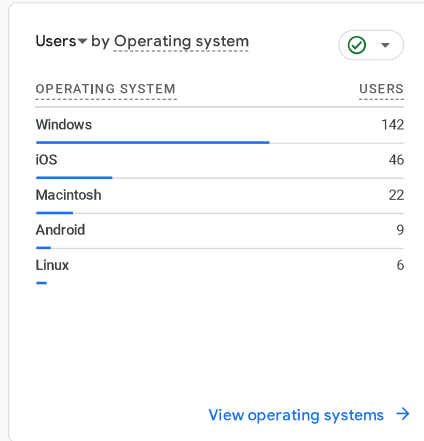 Users by Operating system
OPERATING SYSTEM USERS
Windows 142
iOS 46
Macintosh 22
Android 9
Linux 6
View operating systems